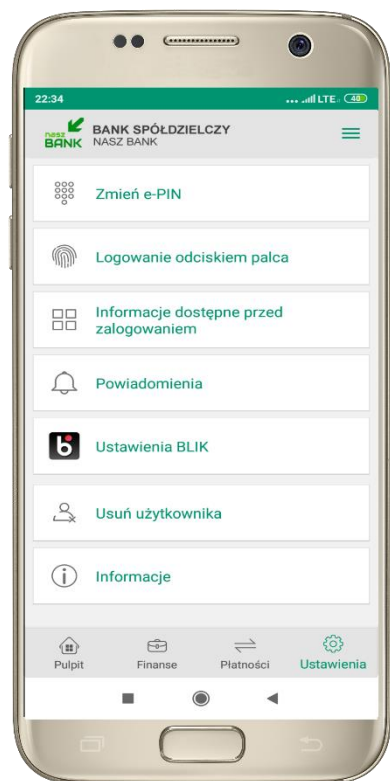 22:34
LTE 40
nasz BANK BANK SPÓŁDZIELCZY
NASZ BANK
Zmień e-PIN
Logowanie odciskiem palca
Informacje dostępne przed
zalogowaniem
Powiadomienia
Ustawienia BLIK
Usuń użytkownika
Informacje
Pulpit Finanse Płatności Ustawienia